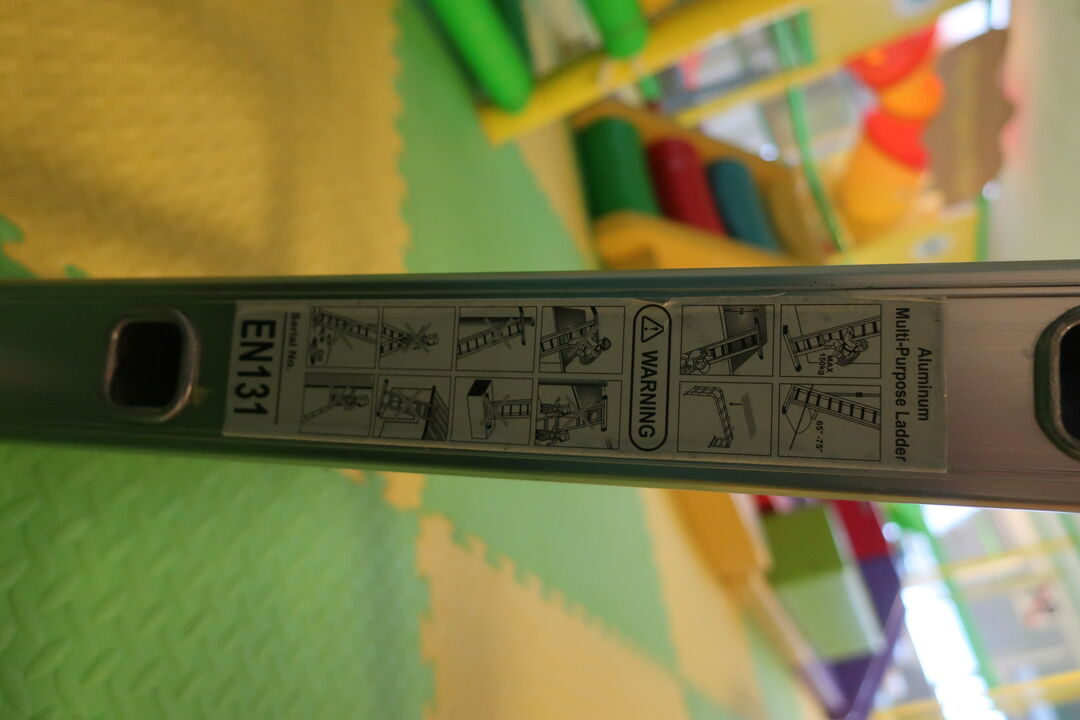 Aluminum
Multi-Purpose Ladder
MAX
150kg
65°-75°
WARNING
Serial No.
EN131